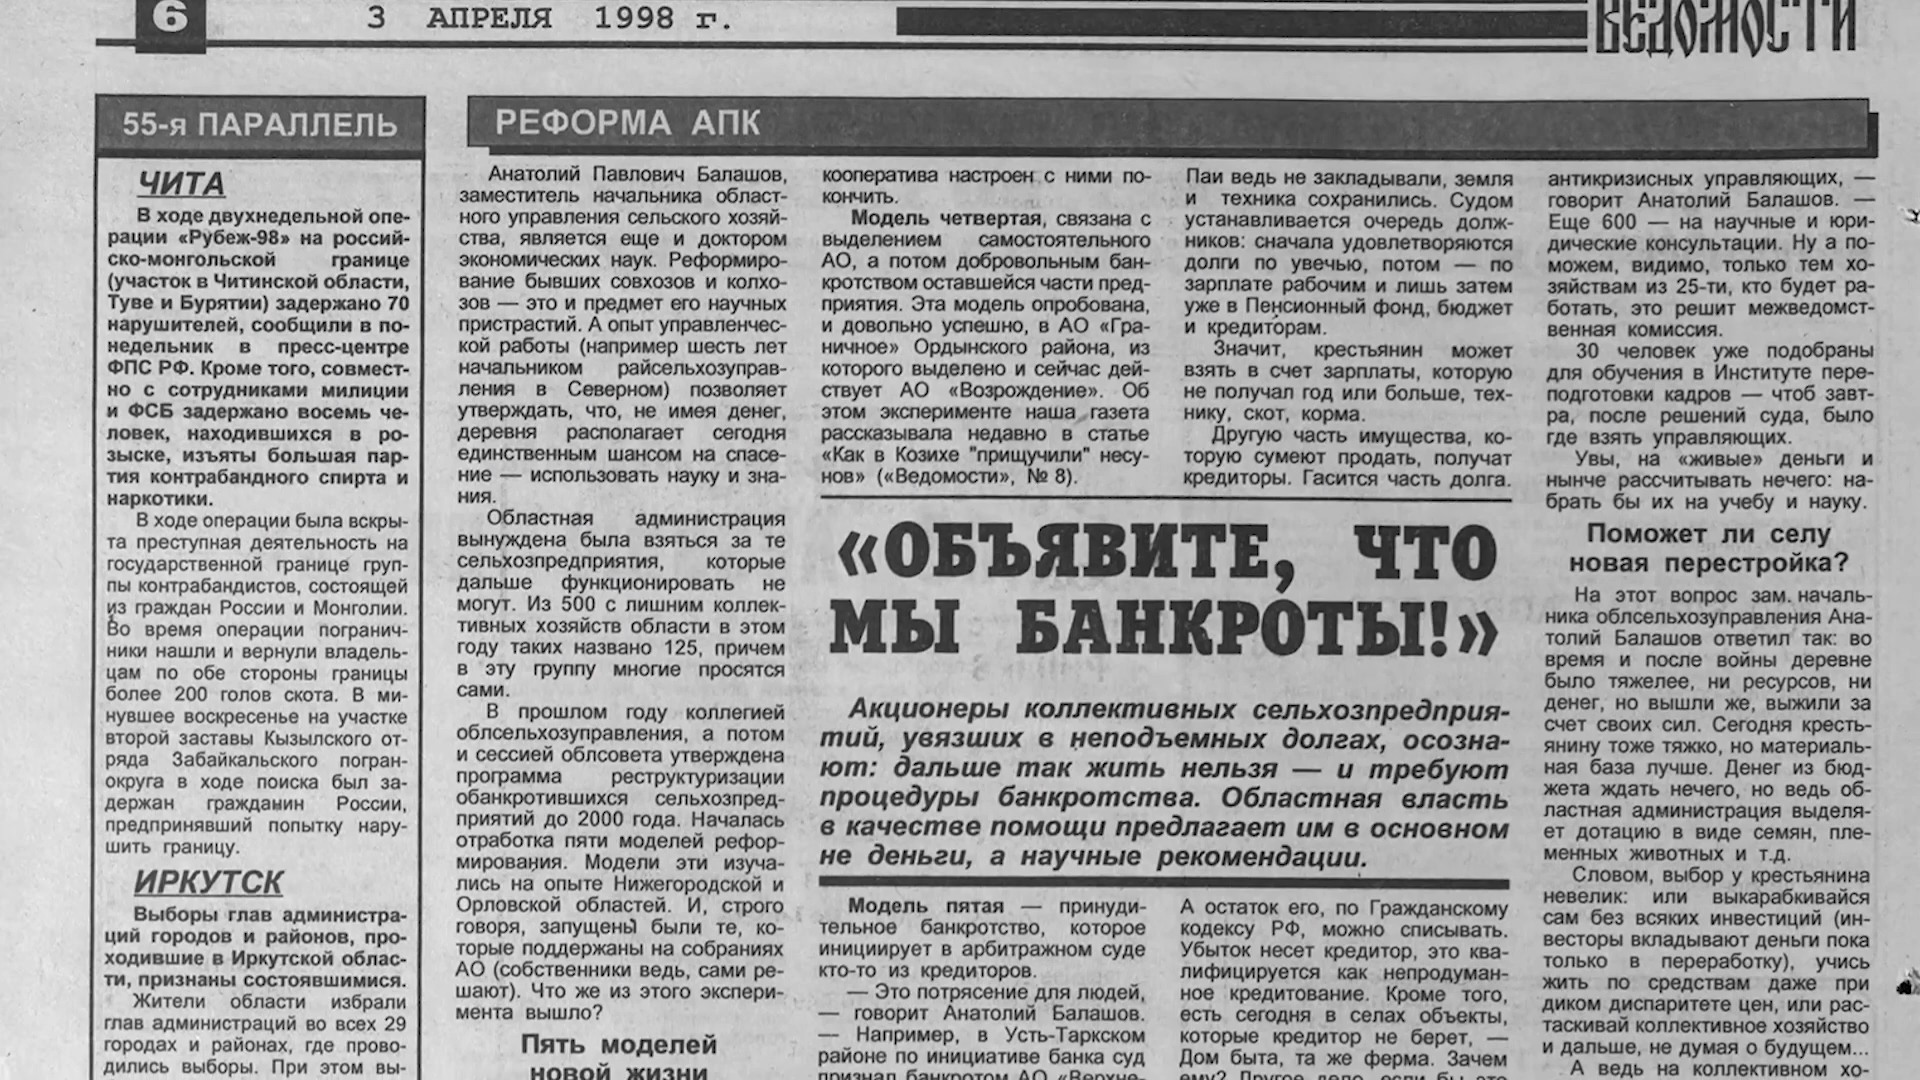 6
3 АПРЕЛЯ 1998 г.
ВЕДОМОСТИ
55-я ПАРАЛЛЕЛЬ
ЧИТА
В ходе двухнедельной опе-
рации «Рубеж-98» на россий-
ско-монгольской границе
(участок в Читинской области,
Туве и Бурятии) задержано 70
нарушителей, сообщили в по-
недельник в пресс-центре
ФПС РФ. Кроме того, совмест-
но с сотрудниками милиции
и ФСБ задержано восемь че-
ловек, находившихся в ро-
зыске, изъяты большая пар-
тия контрабандного спирта и
наркотики.
В ходе операции была вскры-
та преступная деятельность на
государственной границе груп-
пы контрабандистов, состоящей
из граждан России и Монголии.
Во время операции погранич-
ники нашли и вернули владель-
цам по обе стороны границы
более 200 голов скота. В ми-
нувшее воскресенье на участке
второй заставы Кызылского от-
ряда Забайкальского погран-
округа в ходе поиска был за-
держан гражданин России,
предпринявший попытку нару-
шить границу.
ИРКУТСК
Выборы глав администра-
ций городов и районов, про-
ходившие в Иркутской облас-
ти, признаны состоявшимися.
Жители области избрали
глав администраций во всех 29
городах и районах, где прово-
дились выборы. При этом вы-
РЕФОРМА АПК
Анатолий Павлович Балашов,
заместитель начальника област-
ного управления сельского хозяй-
ства, является еще и доктором
экономических наук. Реформиро-
вание бывших совхозов и колхо-
зов — это и предмет его научных
пристрастий. А опыт управленчес-
кой работы (например шесть лет
начальником райсельхозуправ-
ления в Северном) позволяет
утверждать, что, не имея денег,
деревня располагает сегодня
единственным шансом на спасе-
ние — использовать науку и зна-
ния.
Областная администрация
вынуждена была взяться за те
сельхозпредприятия, которые
дальше функционировать не
могут. Из 500 с лишним коллек-
тивных хозяйств области в этом
году таких названо 125, причем
в эту группу многие просятся
сами.
В прошлом году коллегией
облсельхозуправления, а потом
и сессией облсовета утверждена
программа реструктуризации
обанкротившихся сельхозпред-
приятий до 2000 года. Началась
отработка пяти моделей рефор-
мирования. Модели эти изуча-
лись на опыте Нижегородской и
Орловской областей. И, строго
говоря, запущены были те, ко-
торые поддержаны на собраниях
АО (собственники ведь, сами ре-
шают). Что же из этого экспери-
мента вышло?
Пять моделей
новой жизни
кооператива настроен с ними по-
кончить.
Модель четвертая, связана с
выделением самостоятельного
АО, а потом добровольным бан-
кротством оставшейся части пред-
приятия. Эта модель опробована,
и довольно успешно, в АО «Гра-
ничное» Ордынского района, из
которого выделено и сейчас дей-
ствует АО «Возрождение». Об
этом эксперименте наша газета
рассказывала недавно в статье
«Как в Козихе "прищучили" несу-
нов» («Ведомости», № 8).
Паи ведь не закладывали, земля
и техника сохранились. Судом
устанавливается очередь долж-
ников: сначала удовлетворяются
долги по увечью, потом — по
зарплате рабочим и лишь затем
уже в Пенсионный фонд, бюджет
и кредиторам.
Значит, крестьянин может
взять в счет зарплаты, которую
не получал год или больше, тех-
нику, скот, корма.
Другую часть имущества, ко-
торую сумеют продать, получат
кредиторы. Гасится часть долга.
«ОБЪЯВИТЕ, ЧТО
МЫ БАНКРОТЫ!»
Акционеры коллективных сельхозпредприя-
тий, увязших в неподъемных долгах, осозна-
ют: дальше так жить нельзя — и требуют
процедуры банкротства. Областная власть
в качестве помощи предлагает им в основном
не деньги, а научные рекомендации.
Модель пятая — принуди-
тельное банкротство, которое
инициирует в арбитражном суде
кто-то из кредиторов.
— Это потрясение для людей,
— говорит Анатолий Балашов.
— Например, в Усть-Таркском
районе по инициативе банка суд
признал банкротом АО «Верхне-
А остаток его, по Гражданскому
кодексу РФ, можно списывать.
Убыток несет кредитор, это ква-
лифицируется как непродуман-
ное кредитование. Кроме того,
есть сегодня в селах объекты,
которые кредитор не берет, —
Дом быта, та же ферма. Зачем
ему? Другое дело, если бы это
антикризисных управляющих, —
говорит Анатолий Балашов. —
Еще 600 — на научные и юри-
дические консультации. Ну а по-
можем, видимо, только тем хо-
зяйствам из 25-ти, кто будет ра-
ботать, это решит межведомст-
венная комиссия.
30 человек уже подобраны
для обучения в Институте пере-
подготовки кадров — чтоб завт-
ра, после решений суда, было
где взять управляющих.
Увы, на «живые» деньги и
нынче рассчитывать нечего: на-
брать бы их на учебу и науку.
Поможет ли селу
новая перестройка?
На этот вопрос зам. началь-
ника облсельхозуправления Ана-
толий Балашов ответил так: во
время и после войны деревне
было тяжелее, ни ресурсов, ни
денег, но вышли же, выжили за
счет своих сил. Сегодня кресть-
янину тоже тяжко, но материаль-
ная база лучше. Денег из бюд-
жета ждать нечего, но ведь об-
ластная администрация выделя-
ет дотацию в виде семян, пле-
менных животных и т.д.
Словом, выбор у крестьянина
невелик: или выкарабкивайся
сам без всяких инвестиций (ин-
весторы вкладывают деньги пока
только в переработку), учись
жить по средствам даже при
диком диспаритете цен, или рас-
таскивай коллективное хозяйство
и дальше, не думая о будущем...
А ведь на коллективном хо-